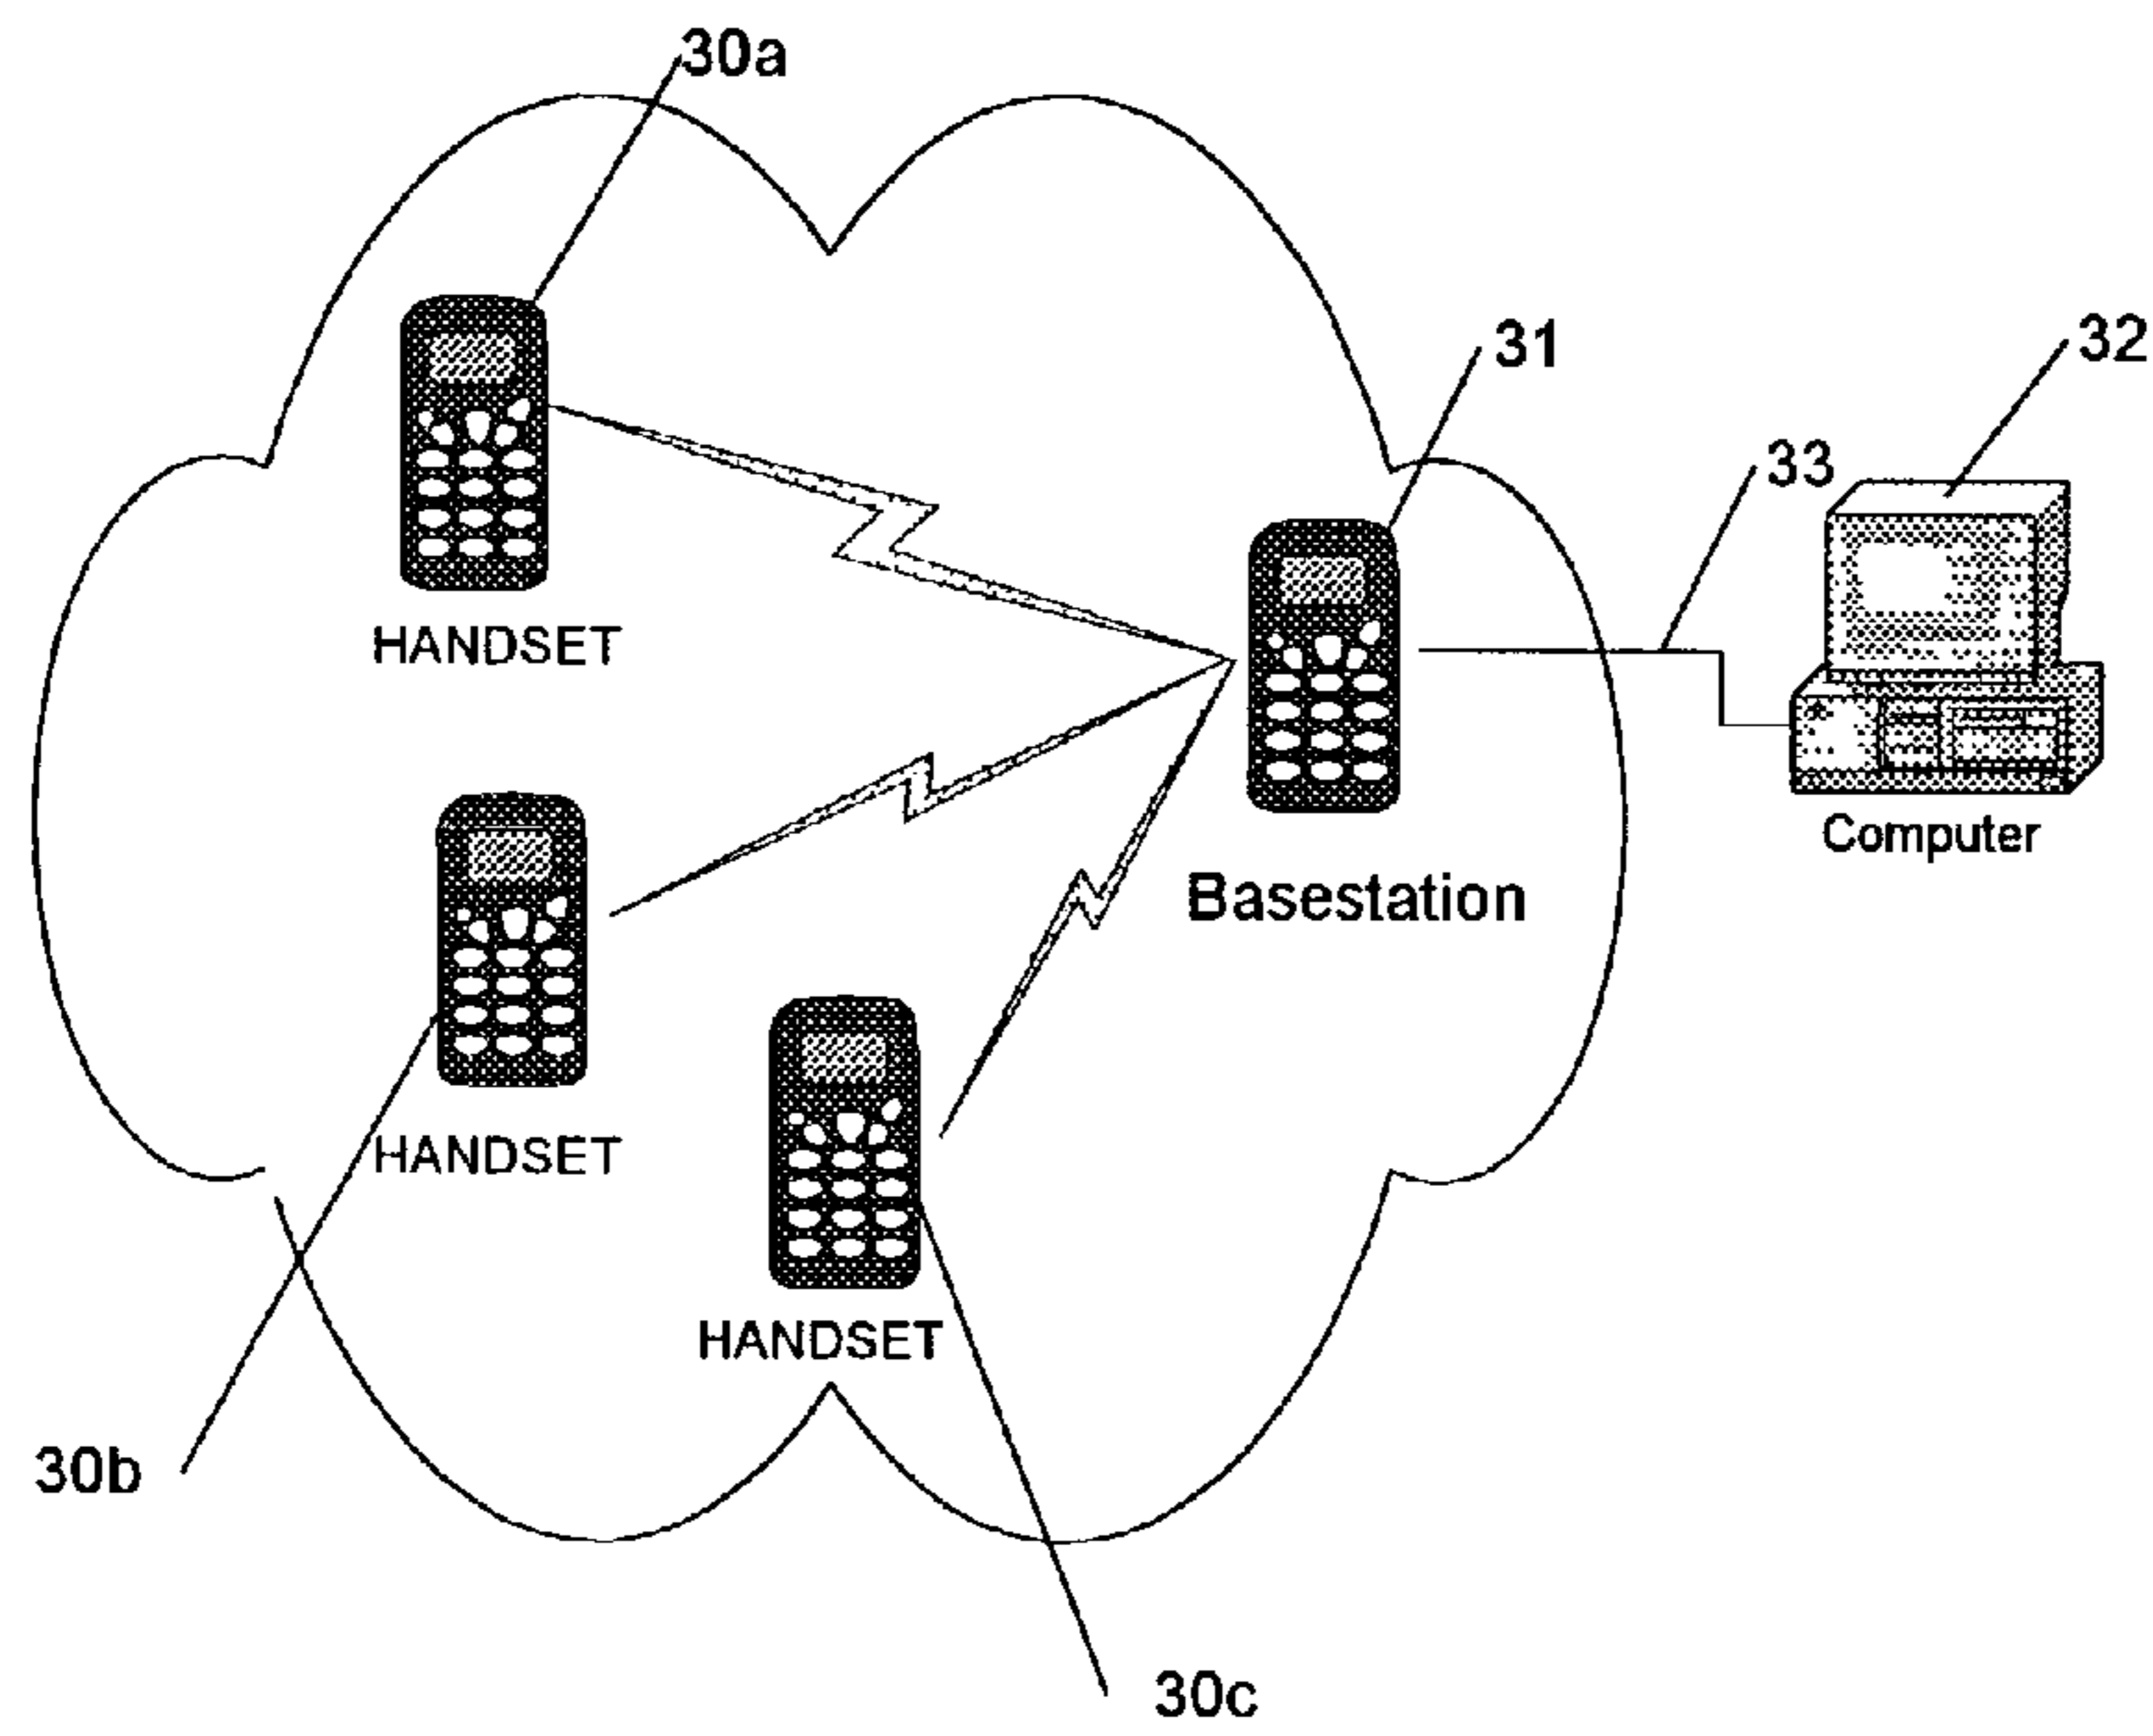 30a
31
32
33
HANDSET
Computer
Basestation
HANDSET
HANDSET
30b
30c